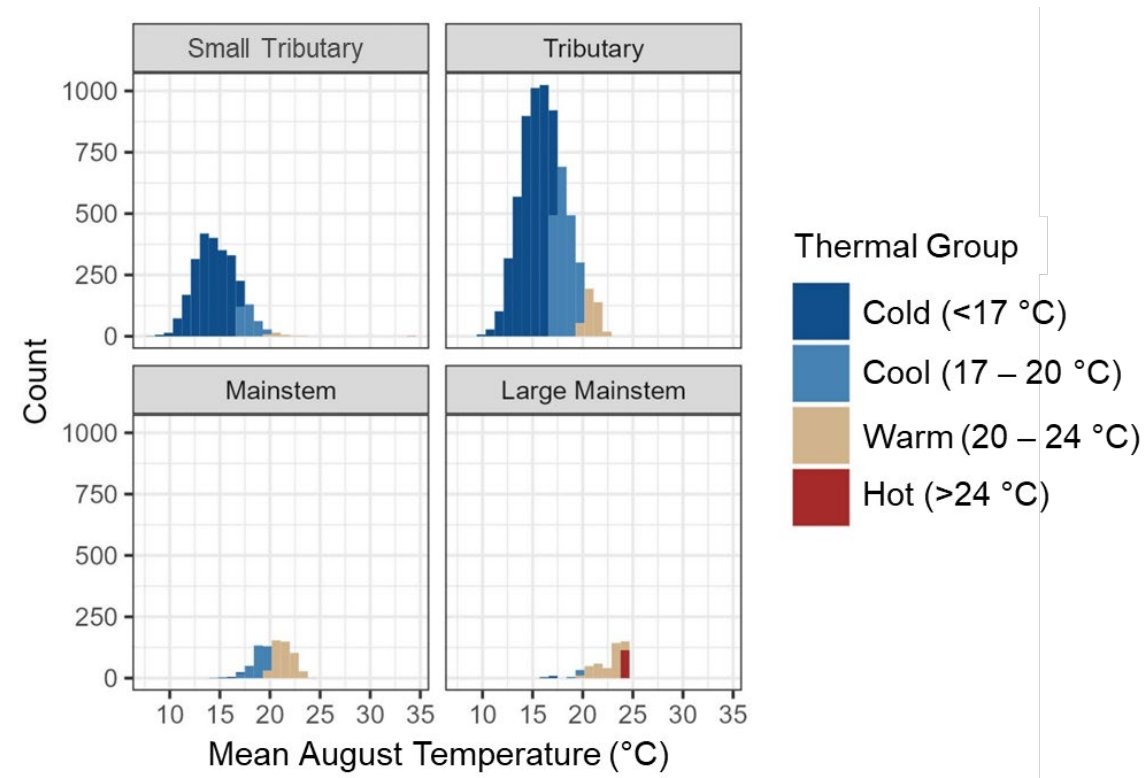 Small Tributary
Tributary
1000
750
500
250
0
Mainstem
Large Mainstem
1000
750
500
250
0
10 15 20 25 30 35
10 15 20 25 30 35
Count
Mean August Temperature (°C)
Thermal Group
Cold (<17 °C)
Cool (17 – 20 °C)
Warm (20 – 24 °C)
Hot (>24 °C)